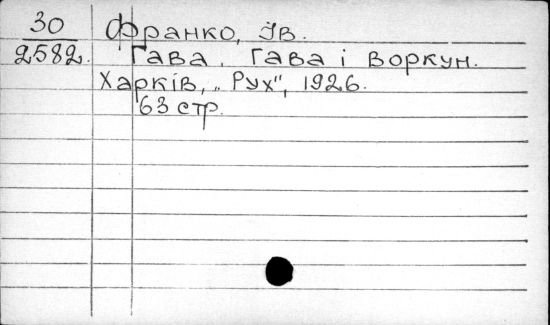 30 Франко, Ів.
2582. Гава. Гава і Воркун.
Харків, „Рух", 1926.
63 стр.